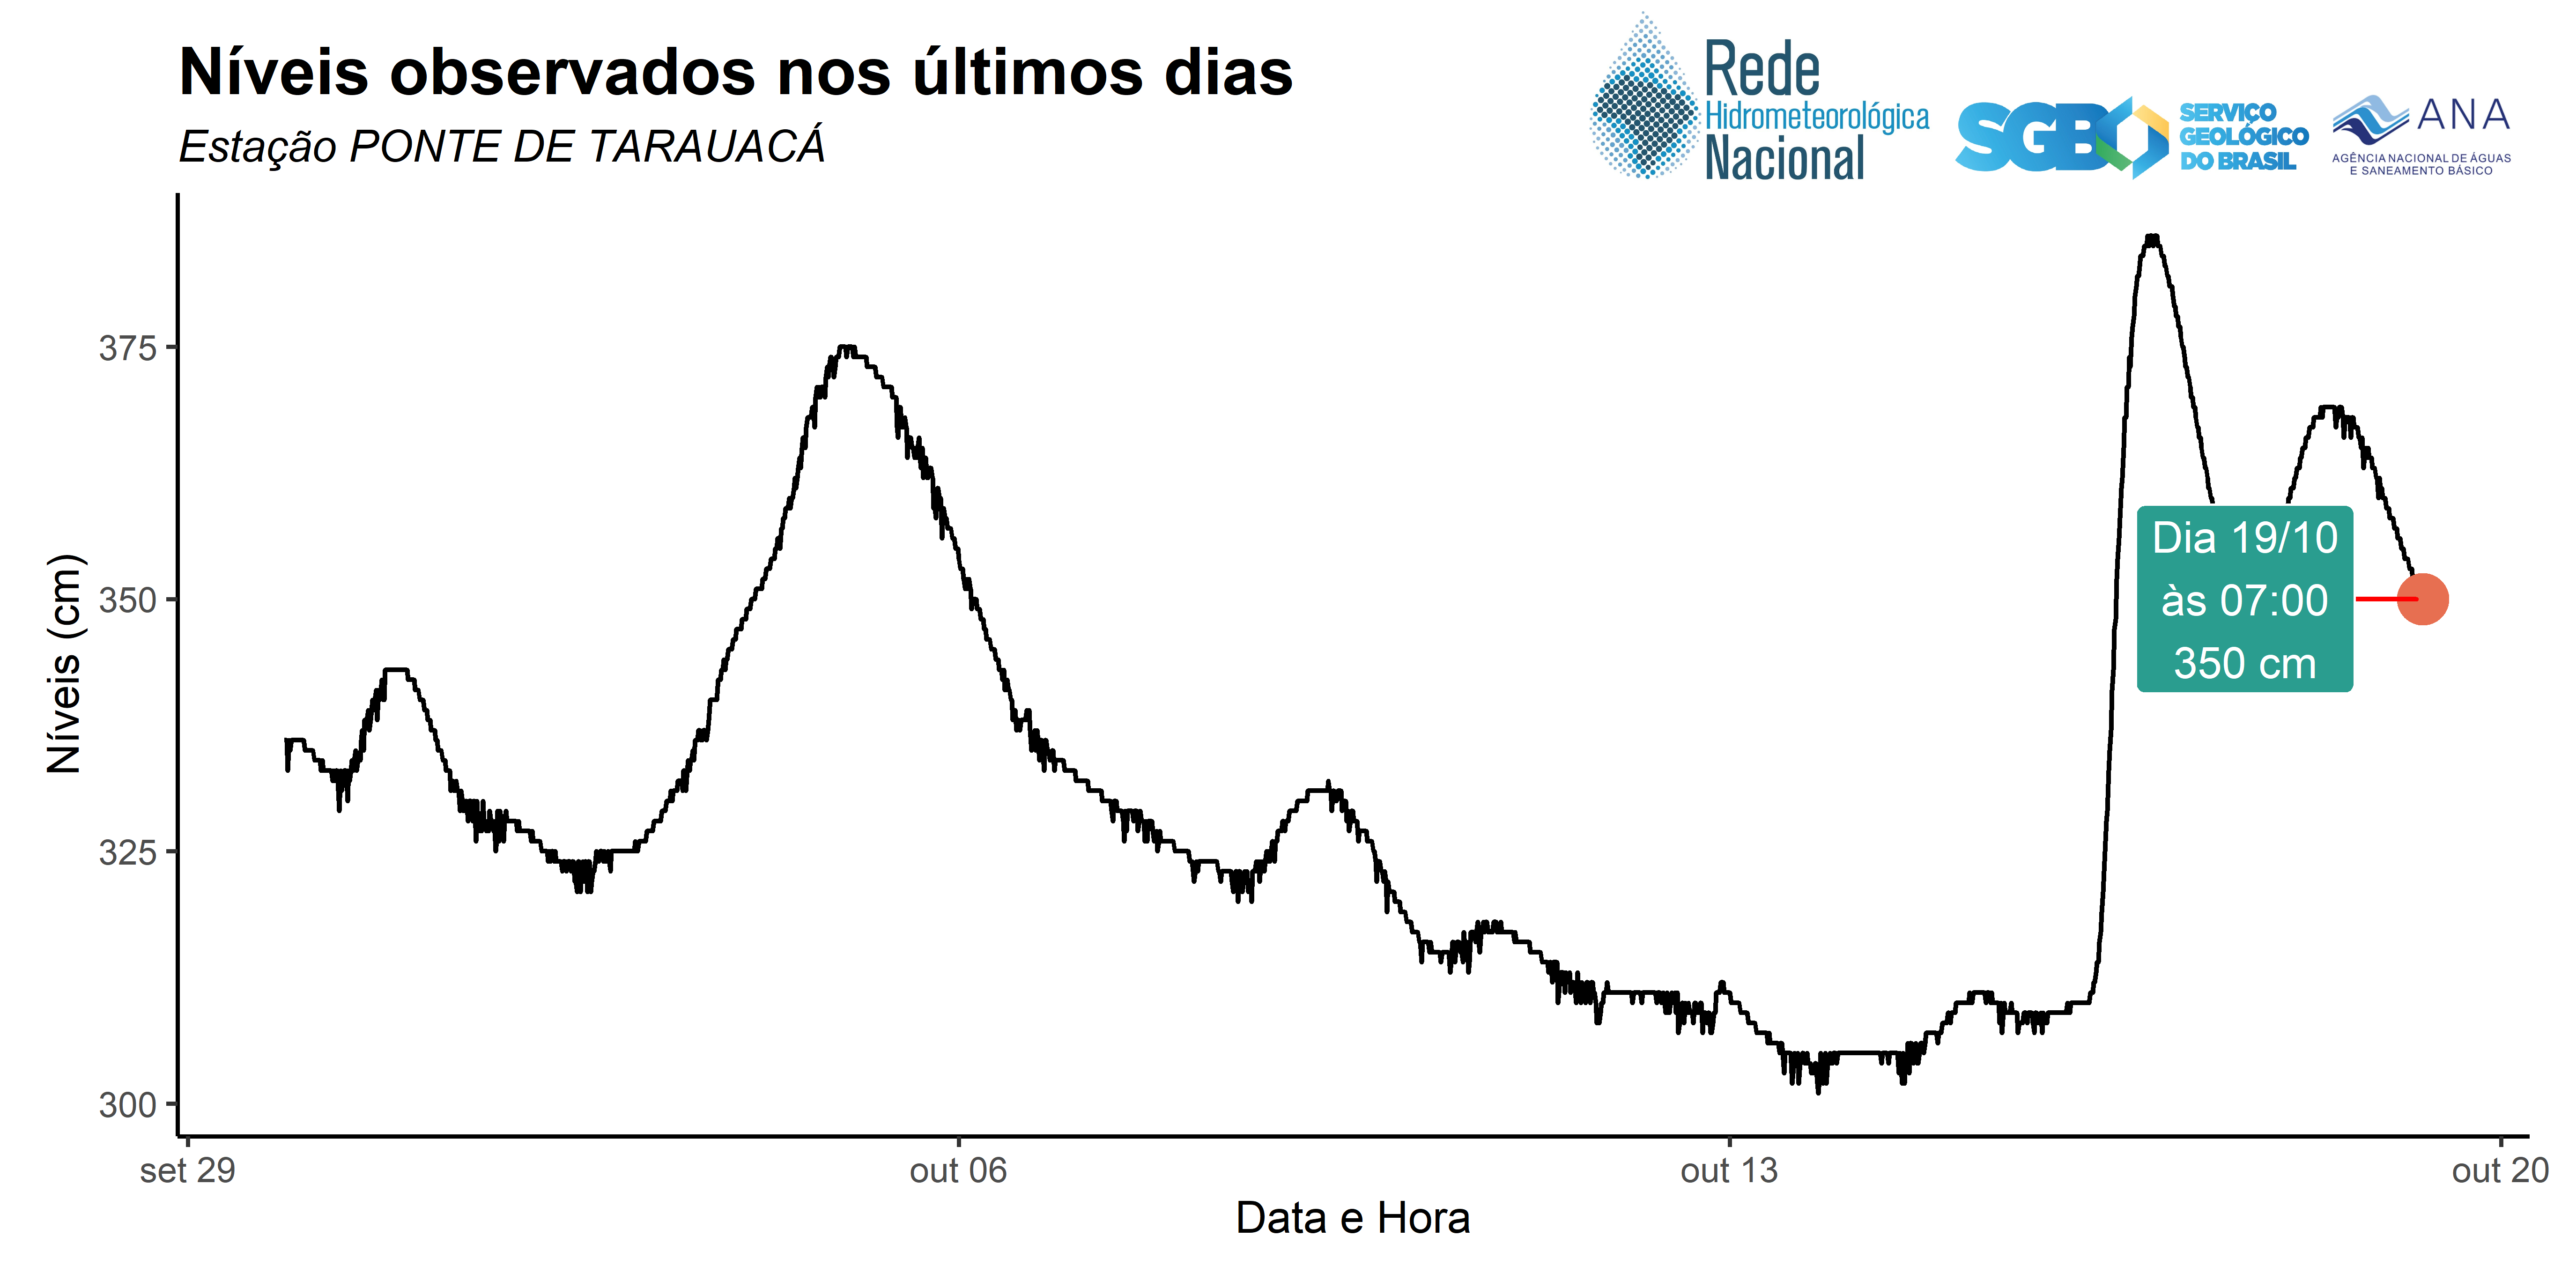 Níveis observados nos últimos dias
Estação PONTE DE TARAUACÁ
Rede
Hidrometeorológica
Nacional
SGB
SERVIÇO
GEOLÓGICO
DO BRASIL
ANA
AGÊNCIA NACIONAL DE ÁGUAS
E SANEAMENTO BÁSICO
Níveis (cm)
375
350
325
300
Dia 19/10
às 07:00
350 cm
set 29
out 06
out 13
out 20
Data e Hora